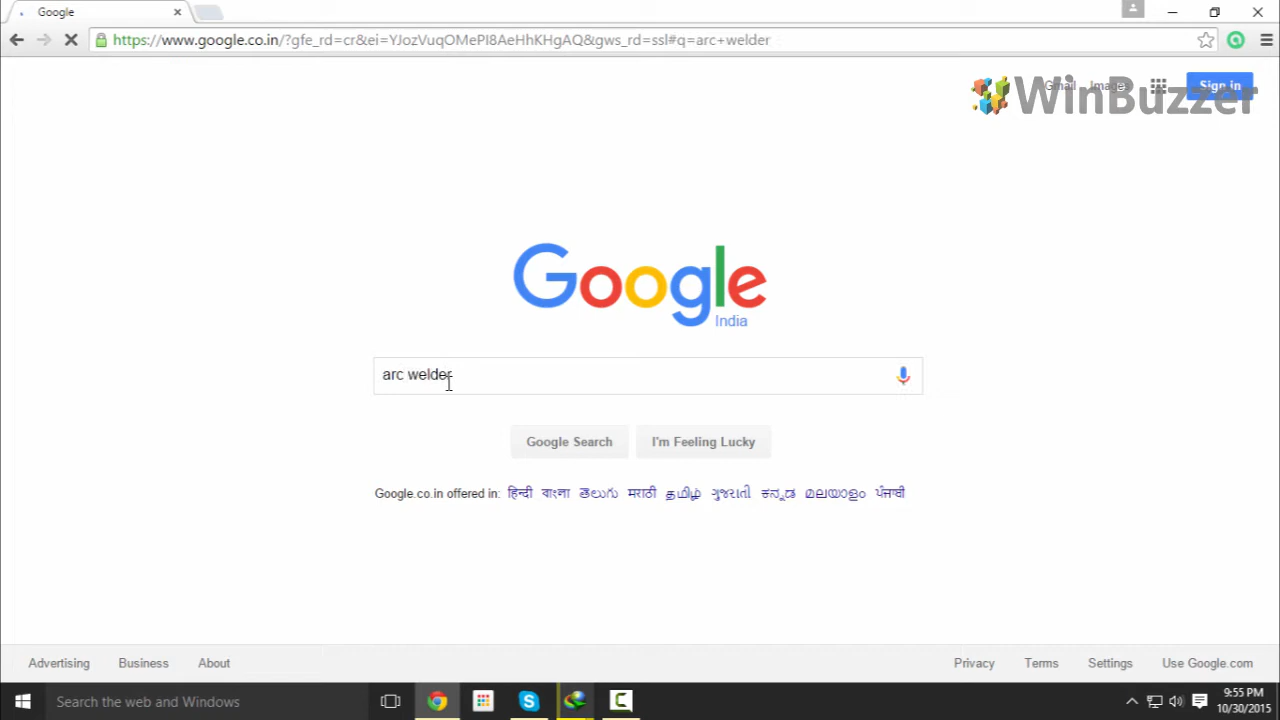 Google
https://www.google.co.in/?gfe_rd=cr&ei=YJozVuqOMePI8AeHhKHgAQ&gws_rd=ssl#q=arc+welder
Gmail Images Sign in
WinBuzzer
Google
India
arc welder
Google Search I'm Feeling Lucky
Google.co.in offered in: हिन्दी বাংলা తెలుగు मराठी தமிழ் ગુજરાતી ಕನ್ನಡ മലയാളം ਪੰਜਾਬੀ
Advertising Business About Privacy Terms Settings Use Google.com
Search the web and Windows
9:55 PM
10/30/2015